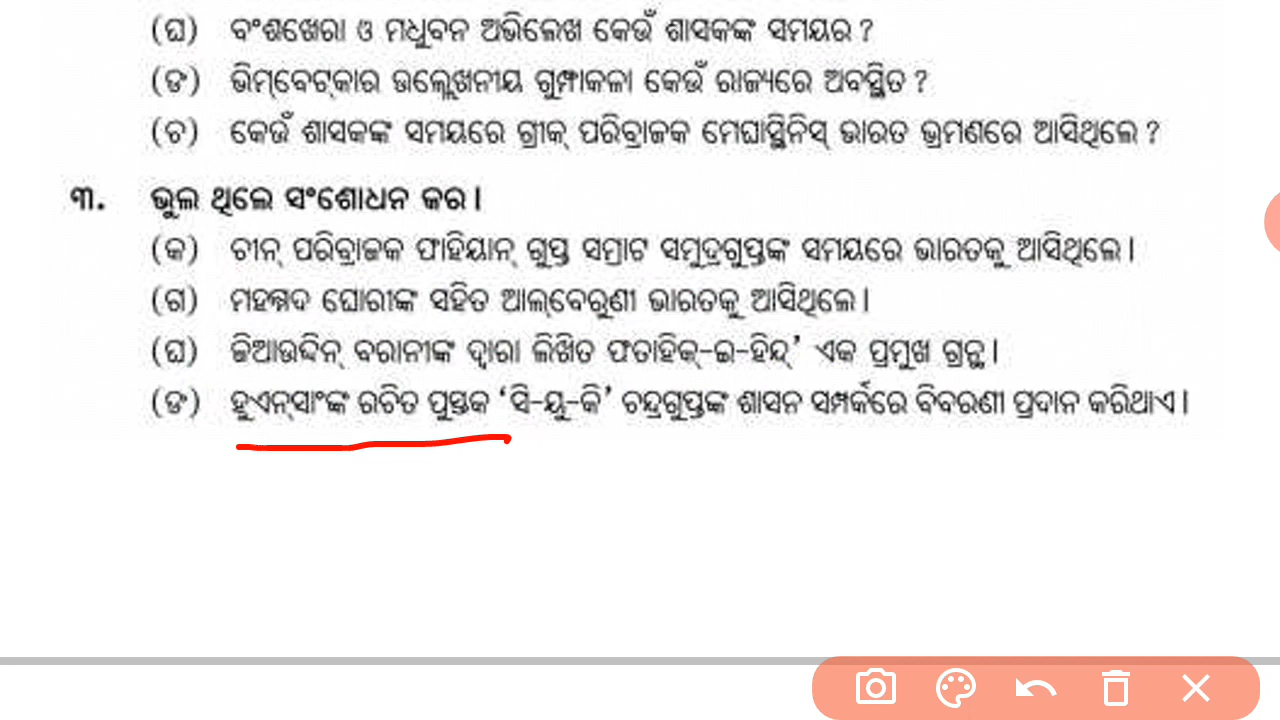 (ଘ) ବଂଶଖେରା ଓ ମଧୁବନ ଅଭିଲେଖ କେଉଁ ଶାସକଙ୍କ ସମୟର ?
(ଙ) ଭିମ୍‌ବେଟ୍‌କାର ଉଲ୍ଲେଖନୀୟ ଗୁମ୍ଫାକଳା କେଉଁ ରାଜ୍ୟରେ ଅବସ୍ଥିତ ?
(ଚ) କେଉଁ ଶାସକଙ୍କ ସମୟରେ ଗ୍ରୀକ୍ ପରିବ୍ରାଜକ ମେଘାସ୍ଥିନିସ୍ ଭାରତ ଭ୍ରମଣରେ ଆସିଥିଲେ ?
୩. ଭୁଲ ଥିଲେ ସଂଶୋଧନ କର।
(କ) ଚୀନ୍ ପରିବ୍ରାଜକ ଫାହିୟାନ୍ ଗୁପ୍ତ ସମ୍ରାଟ ସମୁଦ୍ରଗୁପ୍ତଙ୍କ ସମୟରେ ଭାରତକୁ ଆସିଥିଲେ।
(ଗ) ମହମ୍ମଦ ଘୋରୀଙ୍କ ସହିତ ଆଲ୍‌ବେରୁଣୀ ଭାରତକୁ ଆସିଥିଲେ।
(ଘ) ଜିଆଉଦ୍ଦିନ୍ ବରାନୀଙ୍କ ଦ୍ୱାରା ଲିଖିତ ଫତାହିକ୍-ଇ-ହିନ୍ଦ୍’ ଏକ ପ୍ରମୁଖ ଗ୍ରନ୍ଥ।
(ଙ) ହୁଏନ୍‌ସାଂଙ୍କ ରଚିତ ପୁସ୍ତକ ‘ସି-ୟୁ-କି’ ଚନ୍ଦ୍ରଗୁପ୍ତଙ୍କ ଶାସନ ସମ୍ପର୍କରେ ବିବରଣୀ ପ୍ରଦାନ କରିଥାଏ।